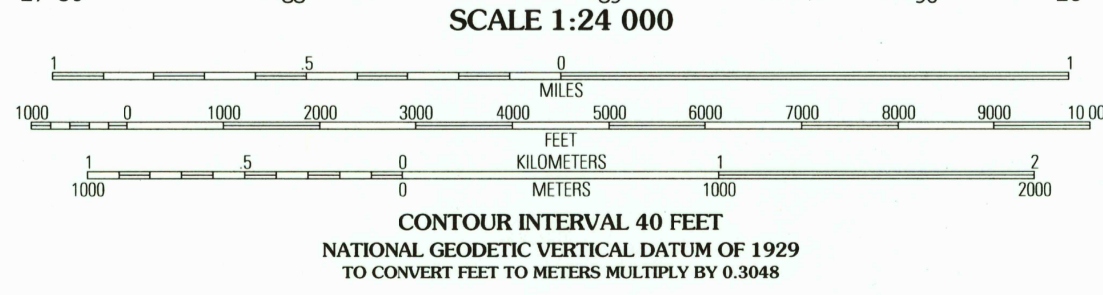 SCALE 1:24 000
1 .5 0 1
MILES
1000 0 1000 2000 3000 4000 5000 6000 7000 8000 9000 10 00
FEET
1 .5 0 KILOMETERS 1 2
1000 0 METERS 1000 2000
CONTOUR INTERVAL 40 FEET
NATIONAL GEODETIC VERTICAL DATUM OF 1929
TO CONVERT FEET TO METERS MULTIPLY BY 0.3048